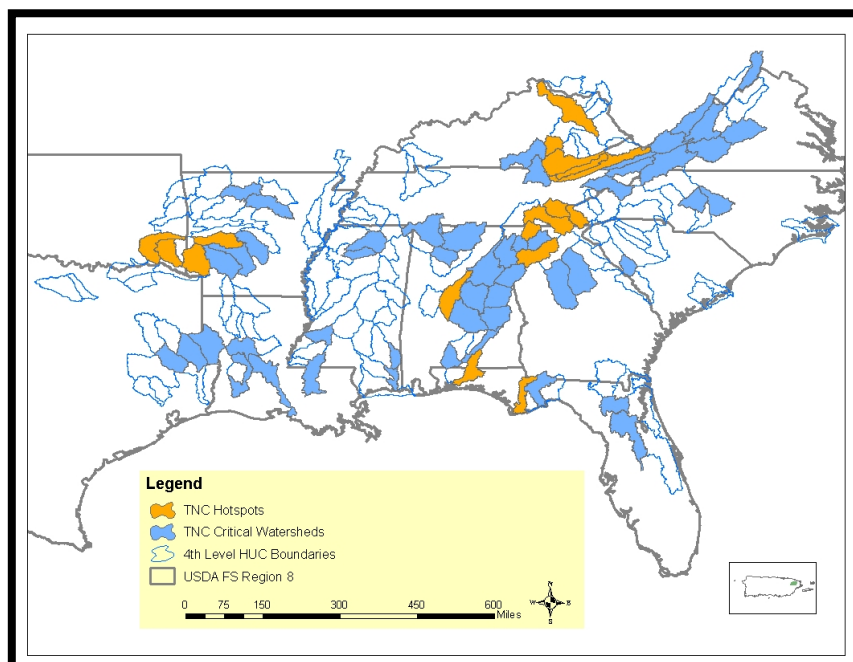 Legend
TNC Hotspots
TNC Critical Watersheds
4th Level HUC Boundaries
USDA FS Region 8
0 75 150 300 450 600
Miles
N
W E
S